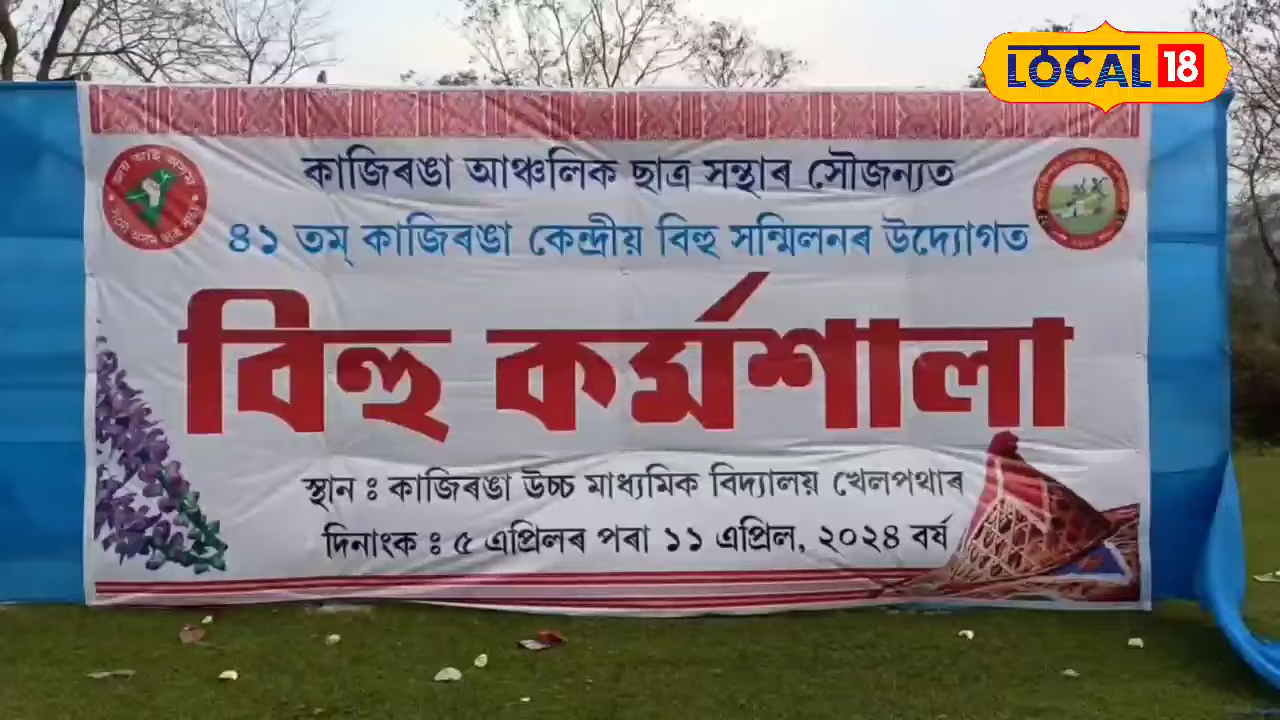 LOCAL 18
কাজিৰঙা আঞ্চলিক ছাত্ৰ সন্থাৰ সৌজন্যত
৪১ তম্ কাজিৰঙা কেন্দ্ৰীয় বিহু সন্মিলনৰ উদ্যোগত
বিহু কৰ্মশালা
স্থান ঃ কাজিৰঙা উচ্চ মাধ্যমিক বিদ্যালয় খেলপথাৰ
দিনাংক ঃ ৫ এপ্ৰিলৰ পৰা ১১ এপ্ৰিল, ২০২৪ বৰ্ষ